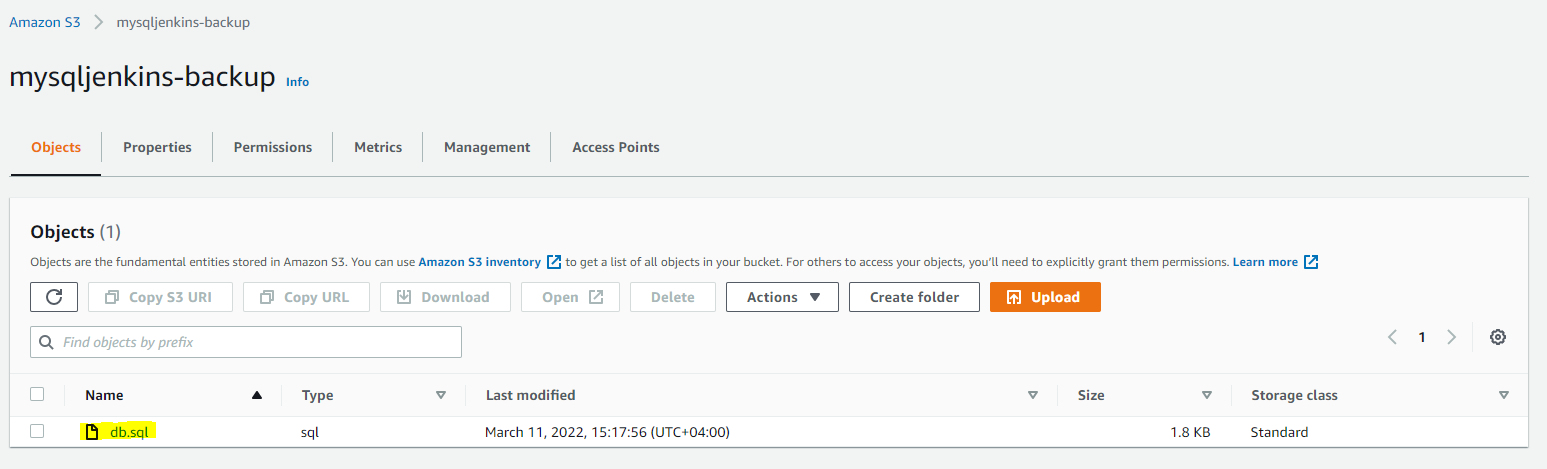 Amazon S3 > mysqljenkins-backup
mysqljenkins-backup Info
Objects Properties Permissions Metrics Management Access Points
Objects (1)
Objects are the fundamental entities stored in Amazon S3. You can use Amazon S3 inventory to get a list of all objects in your bucket. For others to access your objects, you'll need to explicitly grant them permissions. Learn more
Copy S3 URI Copy URL Download Open Delete Actions Create folder Upload
Find objects by prefix 1
Name Type Last modified Size Storage class
db.sql sql March 11, 2022, 15:17:56 (UTC+04:00) 1.8 KB Standard